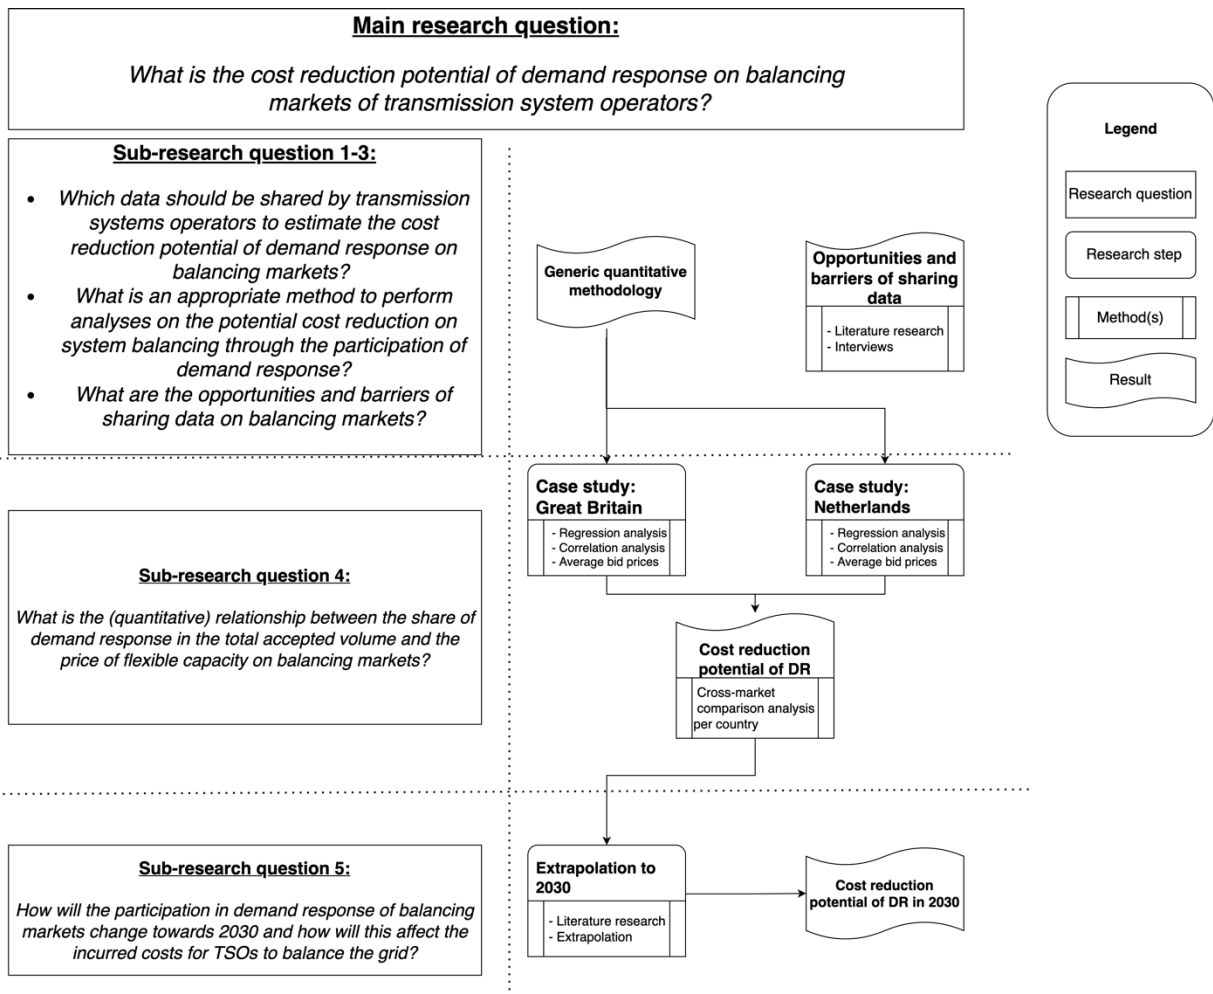 Main research question:
What is the cost reduction potential of demand response on balancing
markets of transmission system operators?
Sub-research question 1-3:
• Which data should be shared by transmission
systems operators to estimate the cost
reduction potential of demand response on
balancing markets?
• What is an appropriate method to perform
analyses on the potential cost reduction on
system balancing through the participation of
demand response?
• What are the opportunities and barriers of
sharing data on balancing markets?
Generic quantitative
methodology
Opportunities and
barriers of sharing
data
- Literature research
- Interviews
Legend
Research question
Research step
Method(s)
Result
Sub-research question 4:
What is the (quantitative) relationship between the share of
demand response in the total accepted volume and the
price of flexible capacity on balancing markets?
Case study:
Great Britain
- Regression analysis
- Correlation analysis
- Average bid prices
Case study:
Netherlands
- Regression analysis
- Correlation analysis
- Average bid prices
Cost reduction
potential of DR
Cross-market
comparison analysis
per country
Sub-research question 5:
How will the participation in demand response of balancing
markets change towards 2030 and how will this affect the
incurred costs for TSOs to balance the grid?
Extrapolation to
2030
- Literature research
- Extrapolation
Cost reduction
potential of DR in 2030